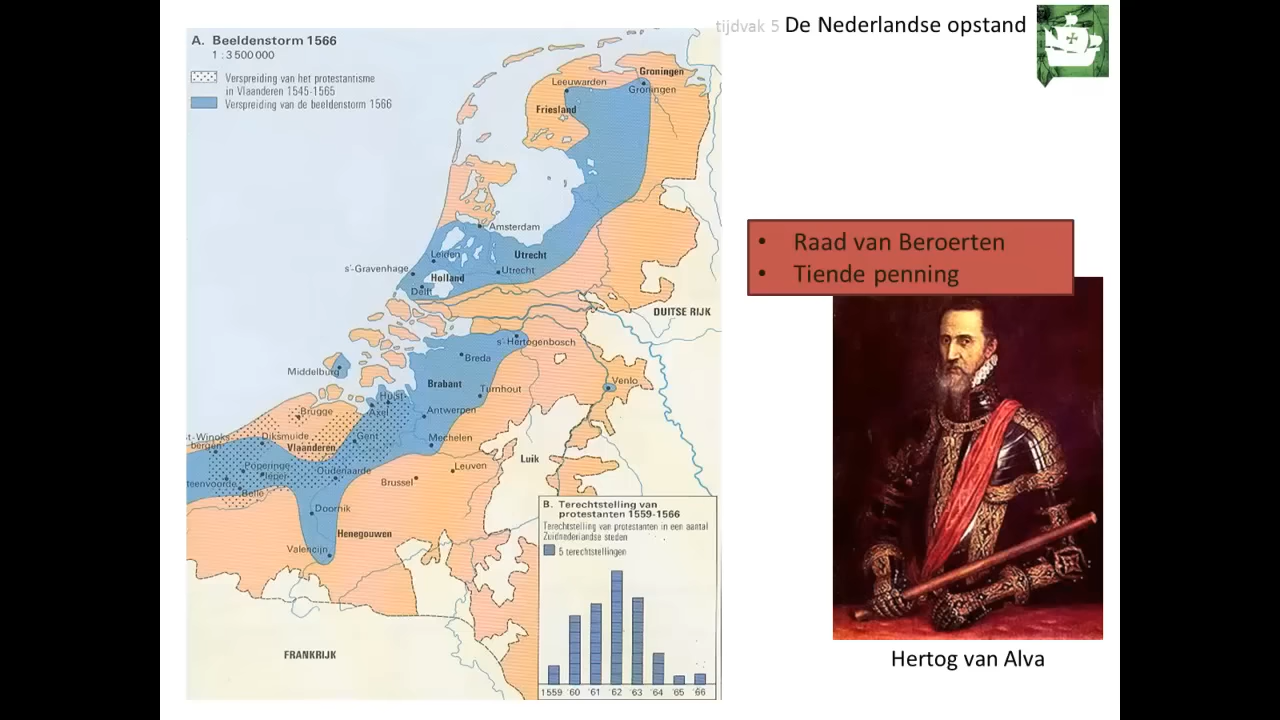 tijdvak 5 De Nederlandse opstand
A. Beeldenstorm 1566
1 : 3 500 000
Verspreiding van het protestantisme
in Vlaanderen 1545-1565
Verspreiding van de beeldenstorm 1566
Groningen
Leeuwarden
Groningen
Friesland
Amsterdam
Leiden
Utrecht
s'-Gravenhage
Holland
Utrecht
Delft
DUITSE RIJK
s'-Hertogenbosch
Breda
Middelburg
Venlo
Brabant
Turnhout
Hulst
Axel
Brugge
Antwerpen
st-Winoks-
bergen
Diksmuide
Gent
Mechelen
Vlaanderen
Poperinge
Ieper
Oudenaarde
Leuven
Luik
Steenvoorde
Brussel
Belle
Doornik
Henegouwen
Valencijn
FRANKRIJK
B. Terechtstelling van
protestanten 1559-1566
Terechtstelling van protestanten in een aantal
Zuidnederlandse steden
5 terechtstellingen
1559 '60 '61 '62 '63 '64 '65 '66
• Raad van Beroerten
• Tiende penning
Hertog van Alva